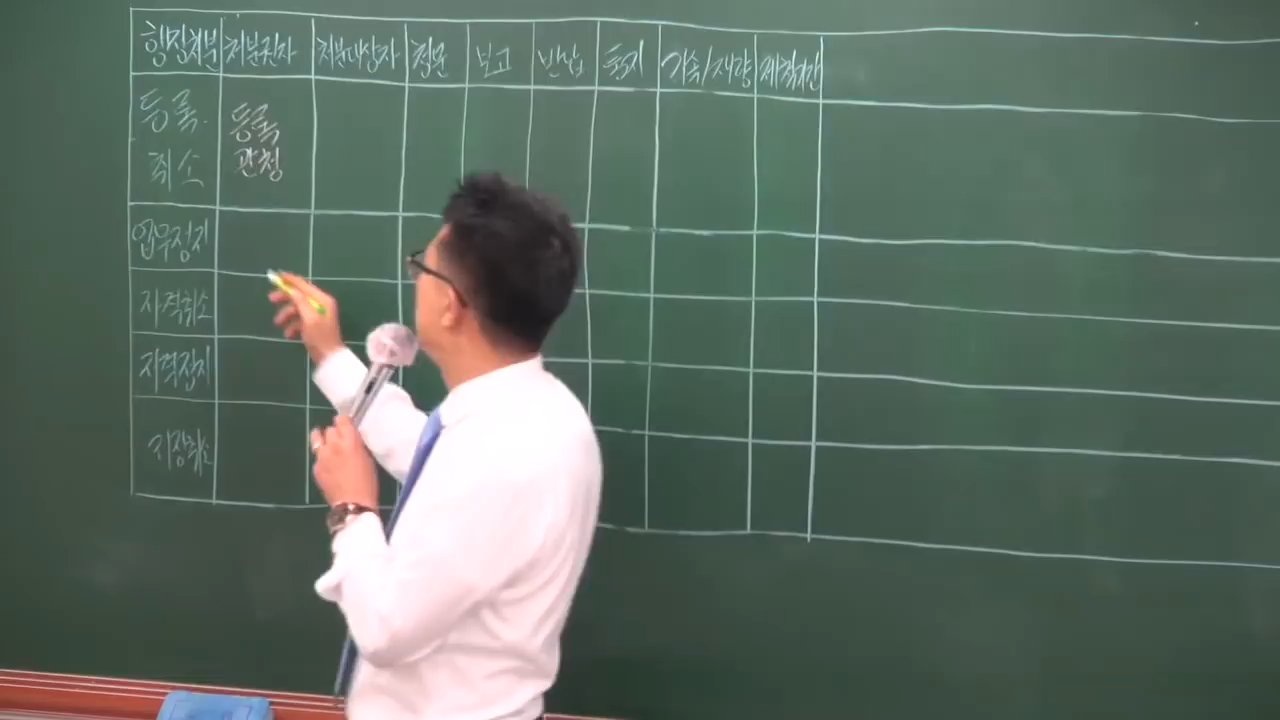 행정처분 처분권자 처분대상자 청문 보고 반납 통지 기속/재량 제척기간
등록 등록
취소 관청
업무정지
자격취소
자격정지
지정취소